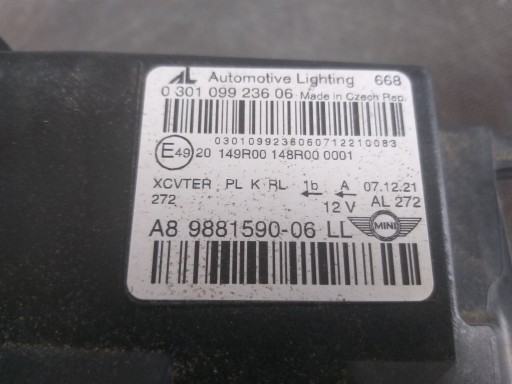 AL Automotive Lighting 668
0 301 099 236 06 Made in Czech Rep.
0301099236060712210083
E49 20 149R00 148R00 0001
XCVTER PL K RL 1b A 07.12.21
272 12 V AL 272
A8 9881590-06 LL MINI